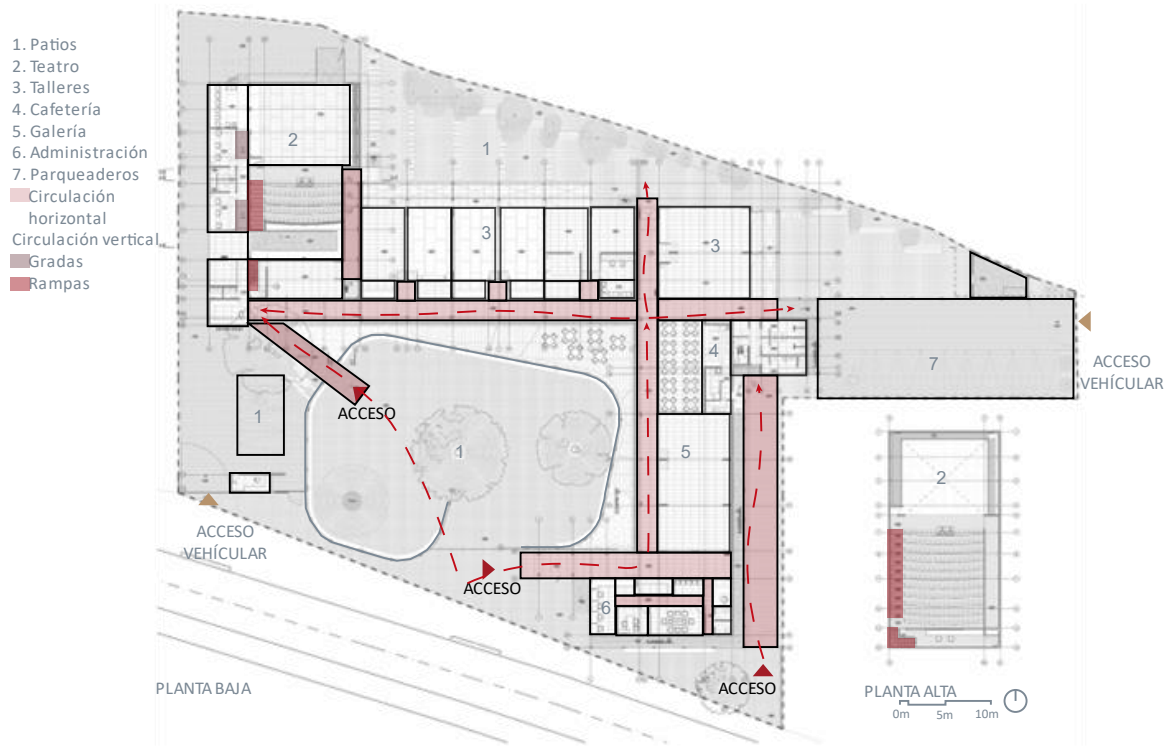 1. Patios
2. Teatro
3. Talleres
4. Cafetería
5. Galería
6. Administración
7. Parqueaderos
Circulación
horizontal
Circulación vertical
Gradas
Rampas
2
1
3
3
4
7
ACCESO
VEHÍCULAR
ACCESO
1
1
5
2
ACCESO
VEHÍCULAR
ACCESO
6
PLANTA BAJA
ACCESO
PLANTA ALTA
0m 5m 10m